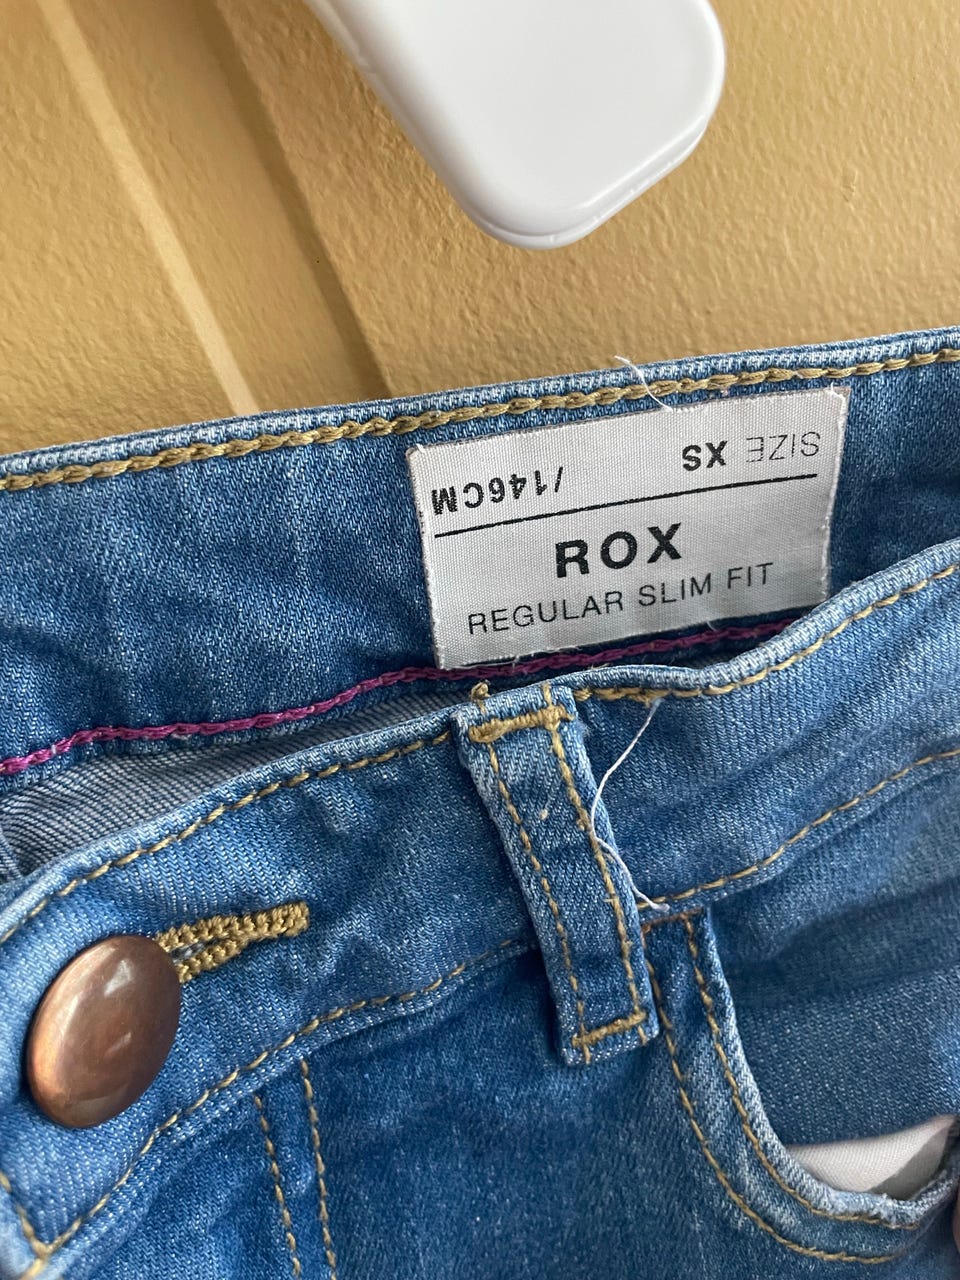 SIZE XS /146CM
ROX
REGULAR SLIM FIT